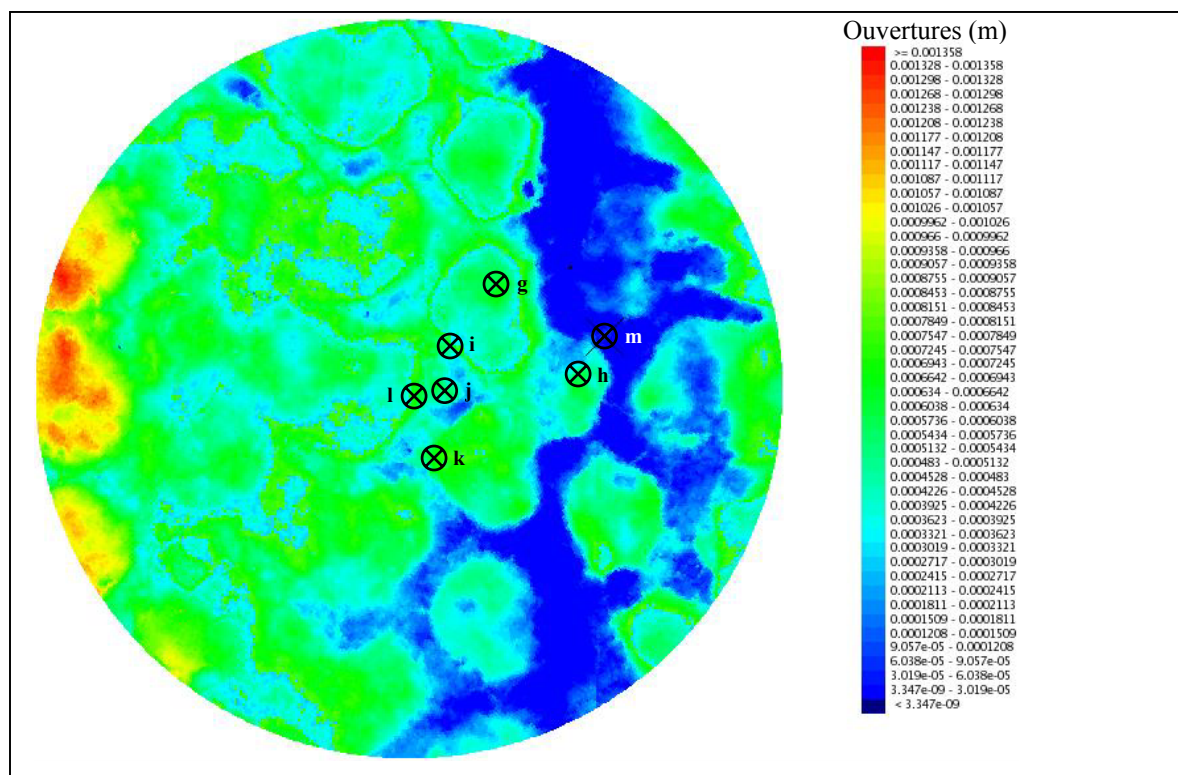 Ouvertures (m)
>= 0.001358
0.001328 - 0.001358
0.001298 - 0.001328
0.001268 - 0.001298
0.001238 - 0.001268
0.001208 - 0.001238
0.001177 - 0.001208
0.001147 - 0.001177
0.001117 - 0.001147
0.001087 - 0.001117
0.001057 - 0.001087
0.001026 - 0.001057
0.0009962 - 0.001026
0.000966 - 0.0009962
0.0009358 - 0.000966
0.0009057 - 0.0009358
0.0008755 - 0.0009057
0.0008453 - 0.0008755
0.0008151 - 0.0008453
0.0007849 - 0.0008151
0.0007547 - 0.0007849
0.0007245 - 0.0007547
0.0006943 - 0.0007245
0.0006642 - 0.0006943
0.000634 - 0.0006642
0.0006038 - 0.000634
0.0005736 - 0.0006038
0.0005434 - 0.0005736
0.0005132 - 0.0005434
0.000483 - 0.0005132
0.0004528 - 0.000483
0.0004226 - 0.0004528
0.0003925 - 0.0004226
0.0003623 - 0.0003925
0.0003321 - 0.0003623
0.0003019 - 0.0003321
0.0002717 - 0.0003019
0.0002415 - 0.0002717
0.0002113 - 0.0002415
0.0001811 - 0.0002113
0.0001509 - 0.0001811
0.0001208 - 0.0001509
9.057e-05 - 0.0001208
6.038e-05 - 9.057e-05
3.019e-05 - 6.038e-05
3.347e-09 - 3.019e-05
< 3.347e-09
g
m
i
h
l
j
k